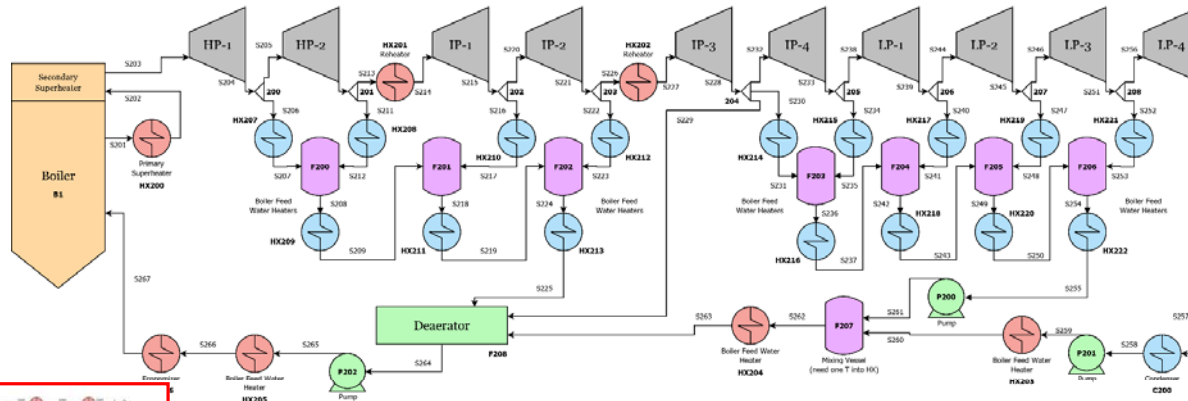 HP-1
HP-2
HX201
Reheater
IP-1
IP-2
HX202
Reheater
IP-3
IP-4
LP-1
LP-2
LP-3
LP-4
S205
S213
S220
S226
S232
S238
S244
S246
S256
S203
S204
S214
S215
S221
S227
S228
S233
S239
S245
S251
Secondary
Superheater
S202
200
201
202
203
204
205
206
207
208
S206
S211
S216
S222
S229
S230
S234
S240
S247
S252
HX207
HX208
HX210
HX212
HX214
HX215
HX217
HX219
HX221
S201
Primary
Superheater
HX200
Boiler
B1
F200
F201
F202
F203
F204
F205
F206
S207
S212
S217
S223
S231
S235
S241
S248
S253
Boiler Feed
Water Heaters
S208
S218
S224
Boiler Feed
Water Heaters
Boiler Feed
Water Heaters
S236
S242
S249
S254
Boiler Feed
Water Heaters
HX209
HX211
HX213
HX216
HX218
HX220
HX222
S209
S219
S237
S243
S250
S267
S225
S255
P200
Pump
S261
S260
Deaerator
F208
S263
S262
F207
Mixing Vessel
(need one T into HX)
Boiler Feed Water
Heater
HX204
S259
S258
S257
P201
Pump
Boiler Feed Water
Heater
HX203
Condenser
C200
S266
S265
S264
P202
Pump
Economizer
Boiler Feed Water
Heater
HX205